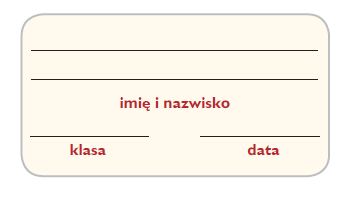 imię i nazwisko
klasa data